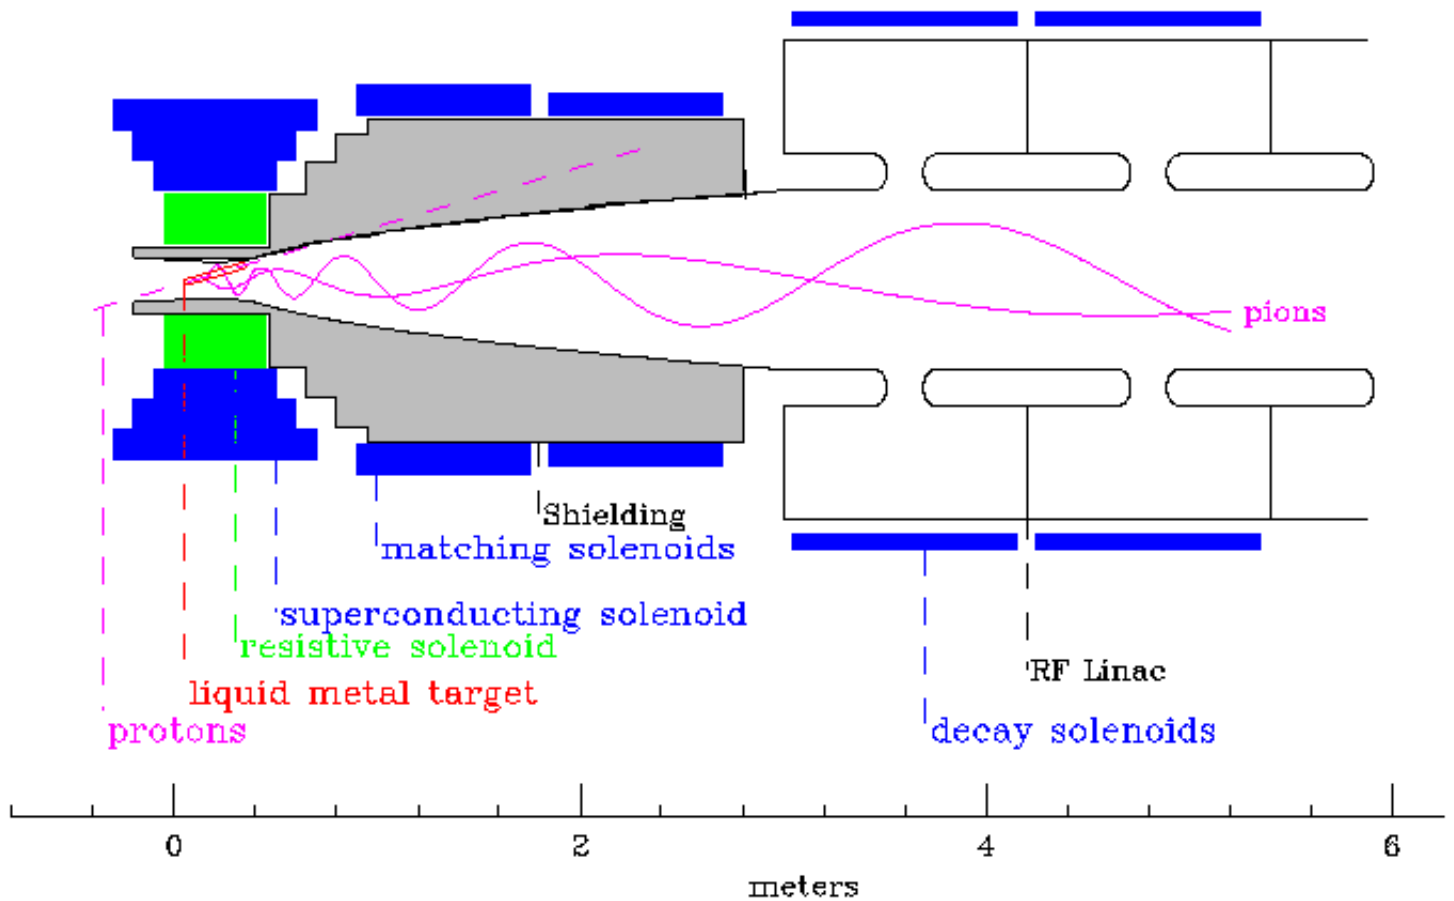 pions
Shielding
matching solenoids
superconducting solenoid
resistive solenoid
RF Linac
liquid metal target
protons
decay solenoids
0 2 4 6
meters